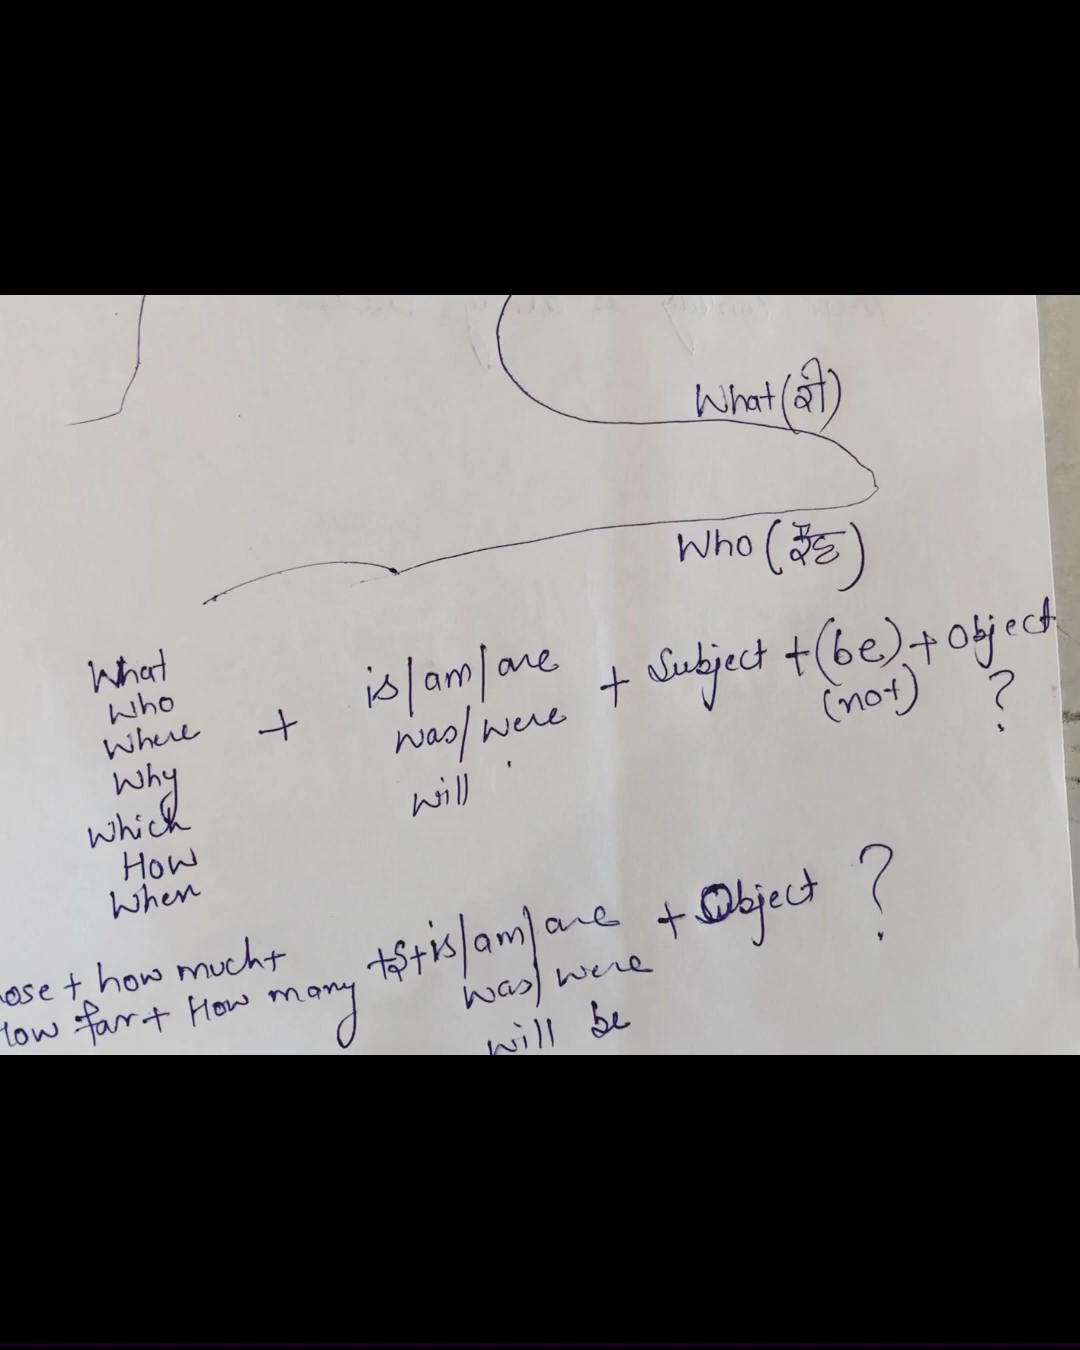 What
Who
What
Who
Where
Why
Which
How
When
+
is/am/are
was/were
will
+ Subject + (be) + Object
(not) ?
ose + how much +
How far + How many
+S+ is/am/are
was/were
will be
+ Object ?